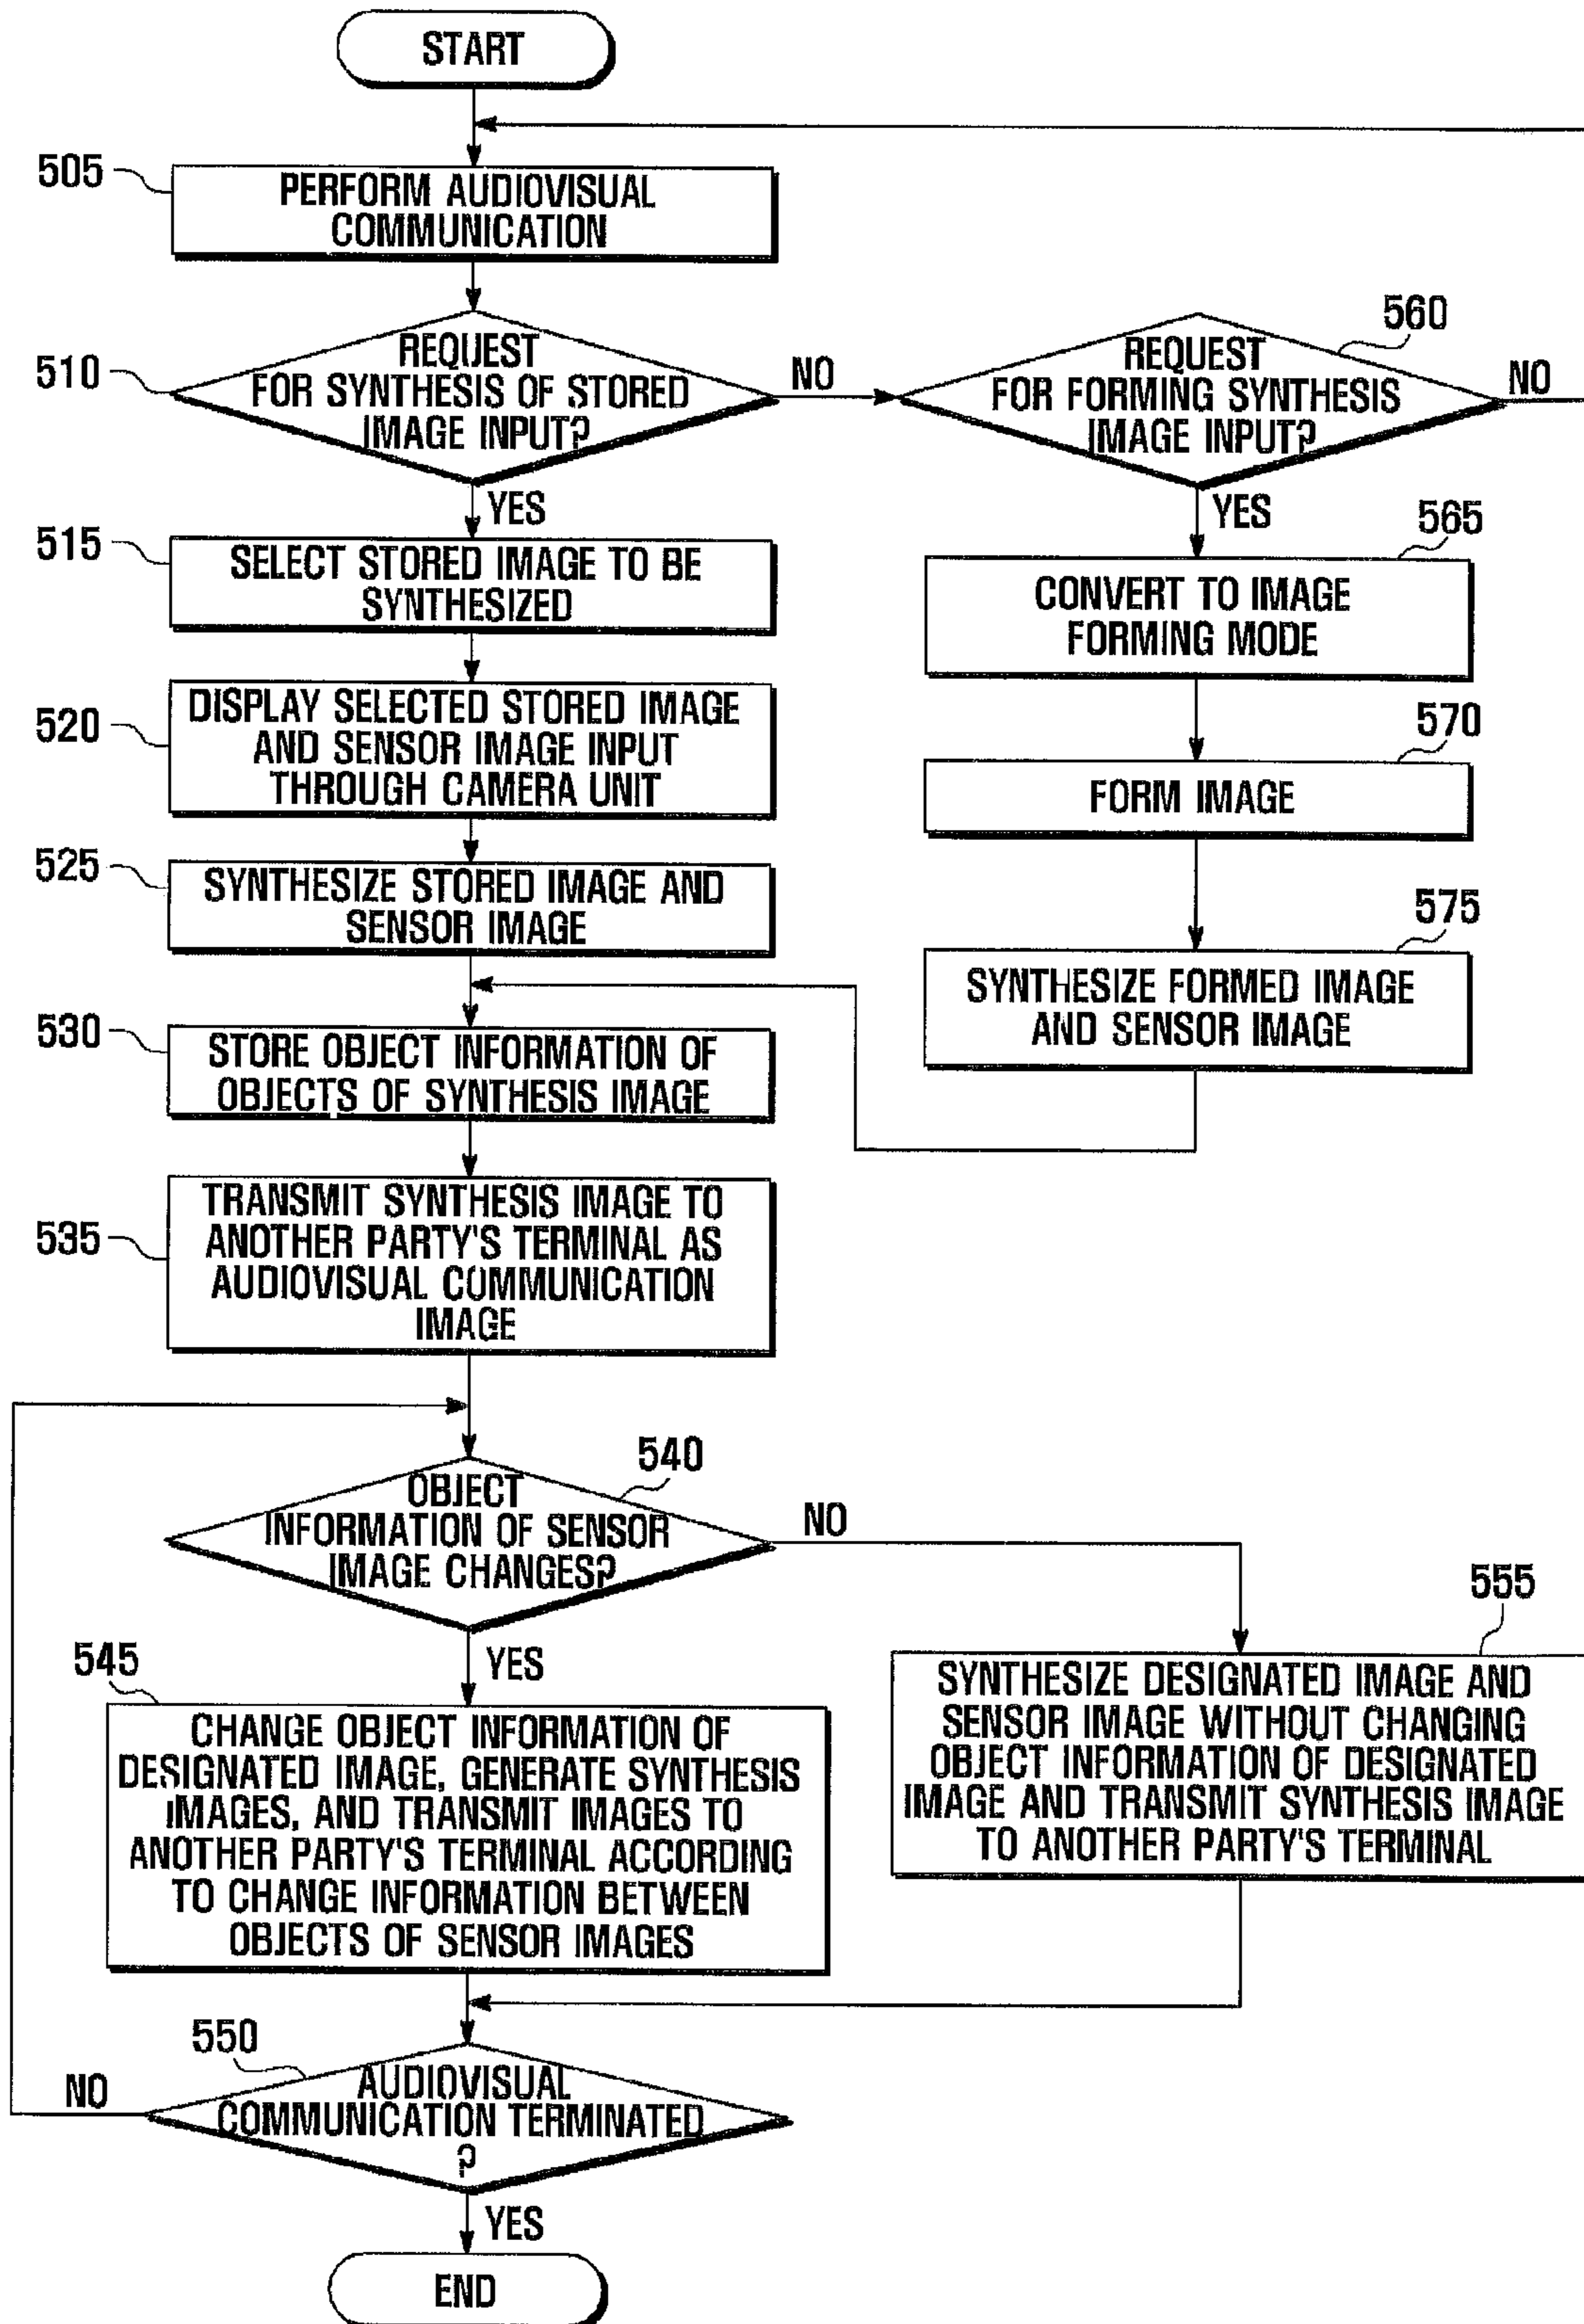 START
505
PERFORM AUDIOVISUAL
COMMUNICATION
510
REQUEST
FOR SYNTHESIS OF STORED
IMAGE INPUT?
NO
YES
560
REQUEST
FOR FORMING SYNTHESIS
IMAGE INPUT?
NO
YES
515
SELECT STORED IMAGE TO BE
SYNTHESIZED
565
CONVERT TO IMAGE
FORMING MODE
520
DISPLAY SELECTED STORED IMAGE
AND SENSOR IMAGE INPUT
THROUGH CAMERA UNIT
570
FORM IMAGE
525
SYNTHESIZE STORED IMAGE AND
SENSOR IMAGE
575
SYNTHESIZE FORMED IMAGE
AND SENSOR IMAGE
530
STORE OBJECT INFORMATION OF
OBJECTS OF SYNTHESIS IMAGE
535
TRANSMIT SYNTHESIS IMAGE TO
ANOTHER PARTY'S TERMINAL AS
AUDIOVISUAL COMMUNICATION
IMAGE
540
OBJECT
INFORMATION OF SENSOR
IMAGE CHANGES?
NO
YES
545
CHANGE OBJECT INFORMATION OF
DESIGNATED IMAGE, GENERATE SYNTHESIS
IMAGES, AND TRANSMIT IMAGES TO
ANOTHER PARTY'S TERMINAL ACCORDING
TO CHANGE INFORMATION BETWEEN
OBJECTS OF SENSOR IMAGES
555
SYNTHESIZE DESIGNATED IMAGE AND
SENSOR IMAGE WITHOUT CHANGING
OBJECT INFORMATION OF DESIGNATED
IMAGE AND TRANSMIT SYNTHESIS IMAGE
TO ANOTHER PARTY'S TERMINAL
550
AUDIOVISUAL
COMMUNICATION TERMINATED
?
NO
YES
END